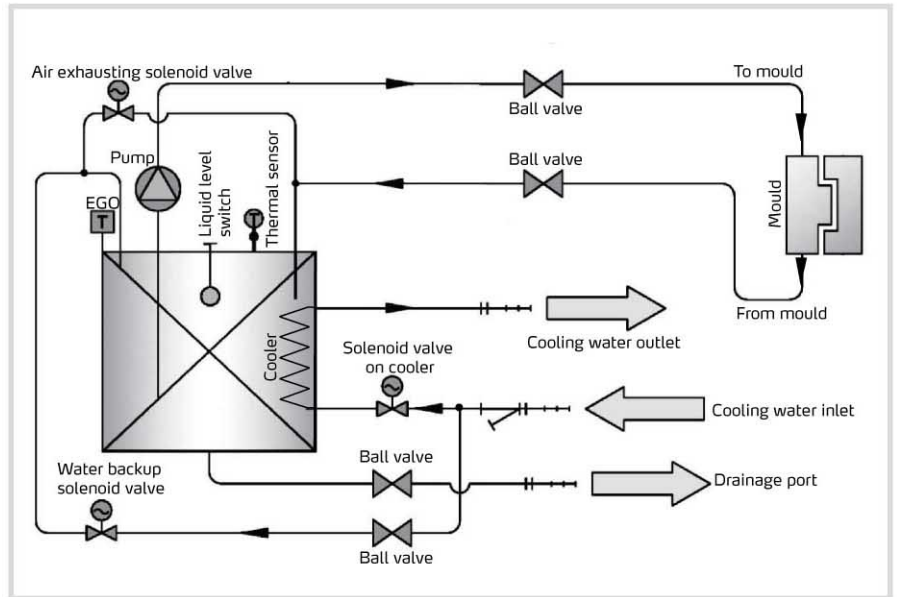 Air exhausting solenoid valve
To mould
Ball valve
Pump
Ball valve
EGO
T
Liquid level
switch
T
Thermal sensor
Mould
From mould
Cooling water outlet
Cooler
Solenoid valve
on cooler
Cooling water inlet
Water backup
solenoid valve
Ball valve
Drainage port
Ball valve